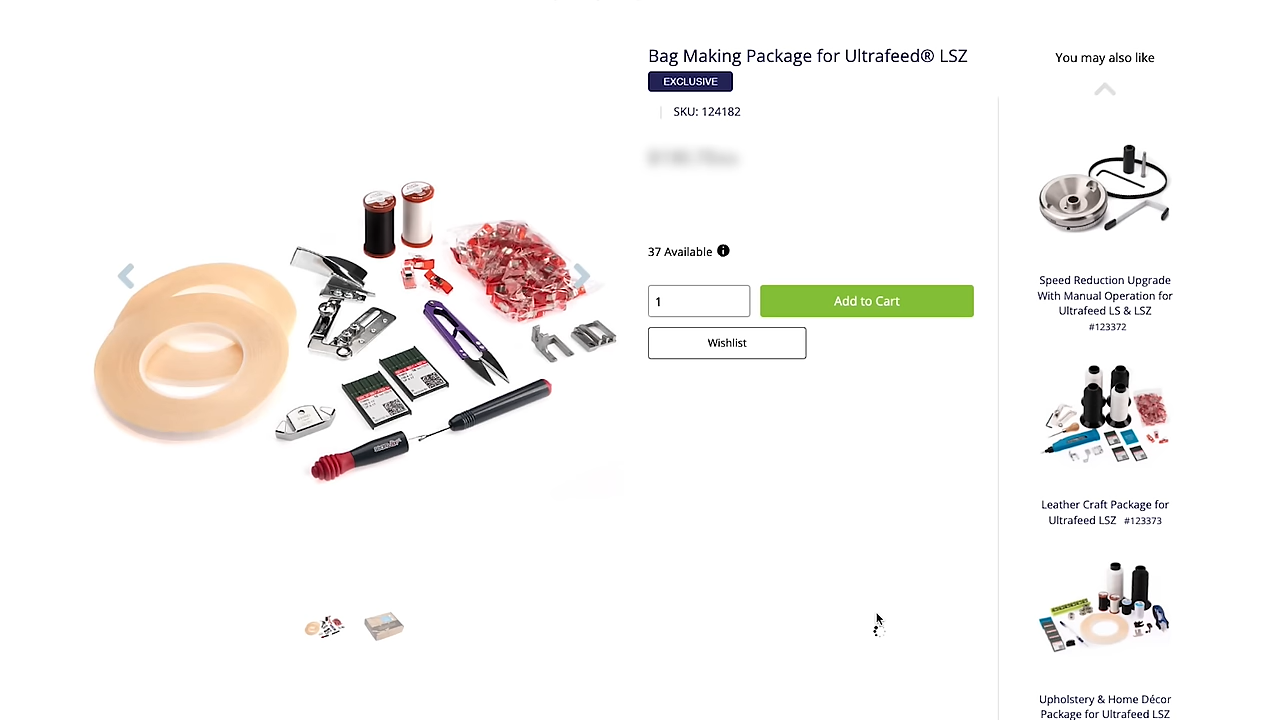 Bag Making Package for Ultrafeed® LSZ
EXCLUSIVE
SKU: 124182
37 Available
1
Add to Cart
Wishlist
You may also like
Speed Reduction Upgrade
With Manual Operation for
Ultrafeed LS & LSZ
#123372
Leather Craft Package for
Ultrafeed LSZ #123373
Upholstery & Home Décor
Package for Ultrafeed LSZ